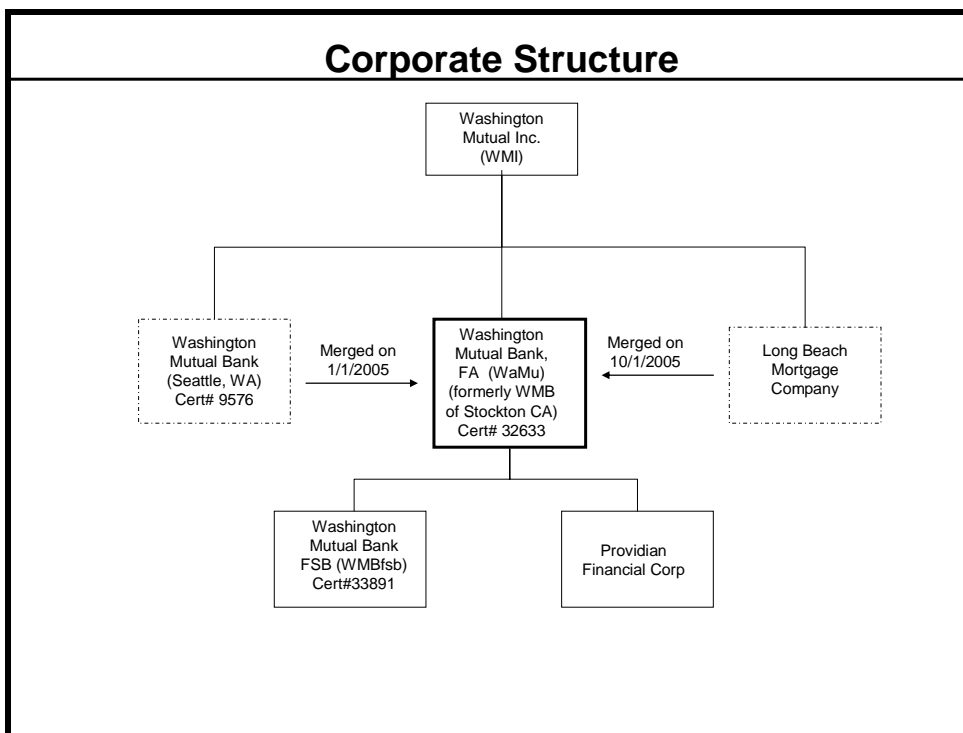 Corporate Structure
Washington
Mutual Inc.
(WMI)
Washington
Mutual Bank
(Seattle, WA)
Cert# 9576
Merged on
1/1/2005
Washington
Mutual Bank,
FA (WaMu)
(formerly WMB
of Stockton CA)
Cert# 32633
Merged on
10/1/2005
Long Beach
Mortgage
Company
Washington
Mutual Bank
FSB (WMBfsb)
Cert#33891
Providian
Financial Corp